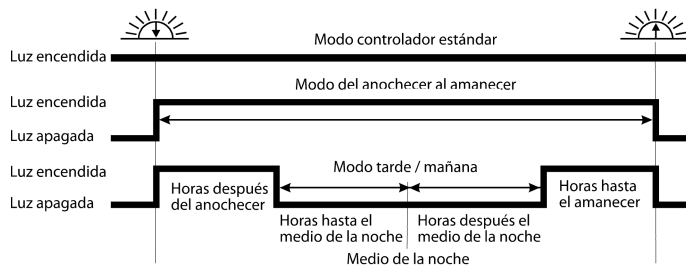 Modo controlador estándar
Luz encendida
Modo del anochecer al amanecer
Luz encendida
Luz apagada
Luz encendida
Modo tarde / mañana
Horas después
del anochecer
Horas hasta
el amanecer
Luz apagada
Horas hasta el
medio de la noche
Horas después el
medio de la noche
Medio de la noche